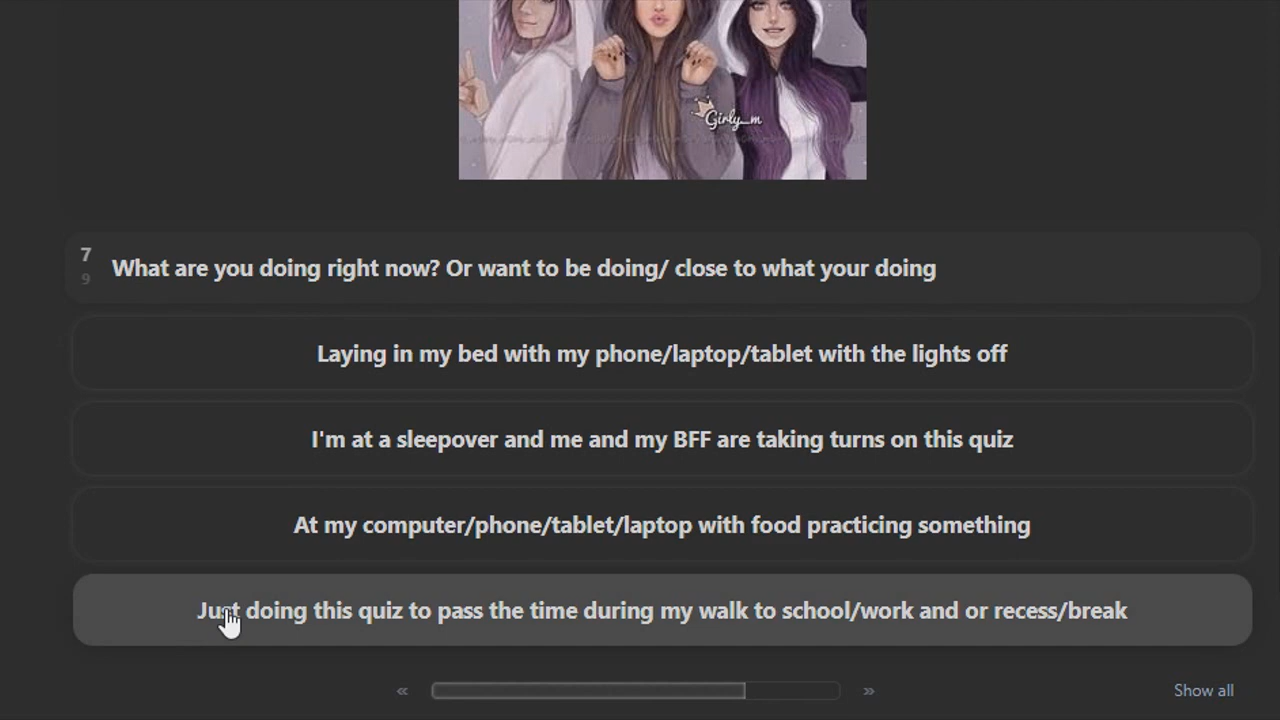 Girly_m
7
9
What are you doing right now? Or want to be doing/ close to what your doing
Laying in my bed with my phone/laptop/tablet with the lights off
I'm at a sleepover and me and my BFF are taking turns on this quiz
At my computer/phone/tablet/laptop with food practicing something
Just doing this quiz to pass the time during my walk to school/work and or recess/break
« »
Show all